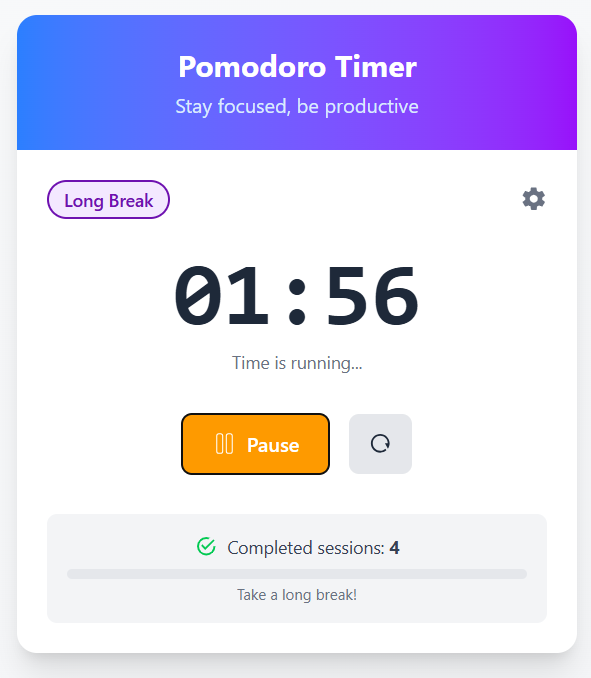 Pomodoro Timer
Stay focused, be productive
Long Break
01:56
Time is running...
Pause
Completed sessions: 4
Take a long break!